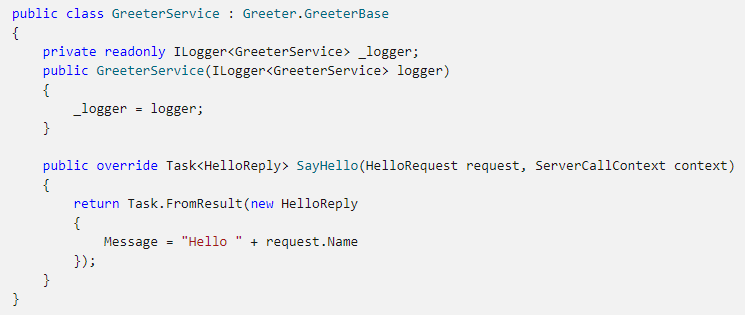 public class GreeterService : Greeter.GreeterBase
{
    private readonly ILogger<GreeterService> _logger;
    public GreeterService(ILogger<GreeterService> logger)
    {
        _logger = logger;
    }

    public override Task<HelloReply> SayHello(HelloRequest request, ServerCallContext context)
    {
        return Task.FromResult(new HelloReply
        {
            Message = "Hello " + request.Name
        });
    }
}